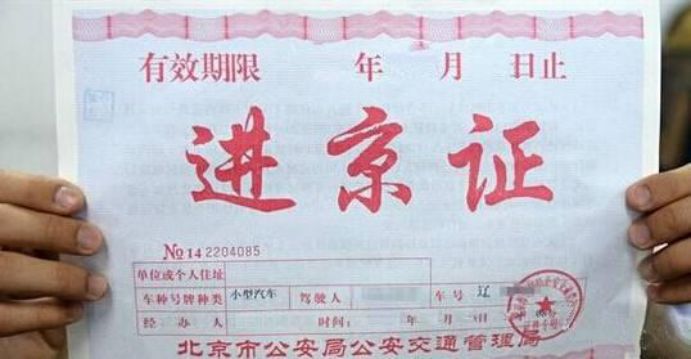 有效期限 年 月 日止
进京证
№14 2204085
单位或个人住址
车种号牌种类 小型汽车 驾驶人 车号 辽
经办人 时间: 年 月 日
北京市公安局公安交通管理局